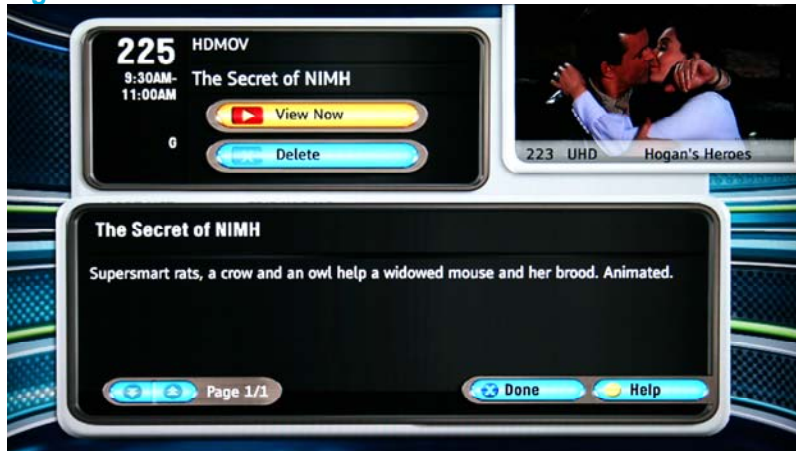 225 HDMOV
9:30AM-
11:00AM
The Secret of NIMH
View Now
G
Delete
223 UHD Hogan's Heroes
The Secret of NIMH
Supersmart rats, a crow and an owl help a widowed mouse and her brood. Animated.
Page 1/1
Done
Help